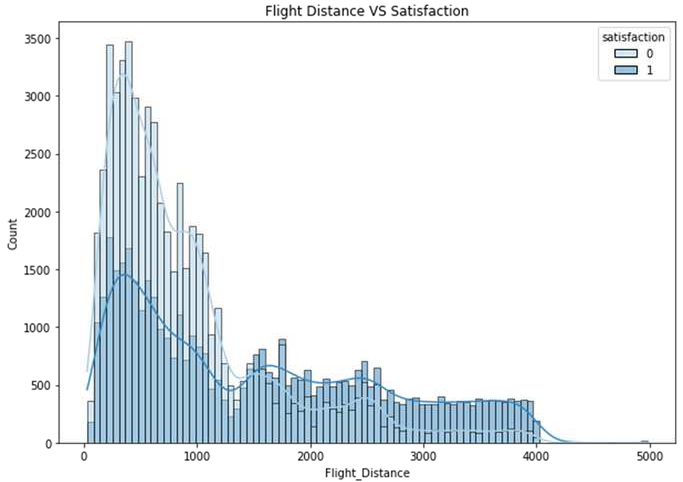 Flight Distance VS Satisfaction
satisfaction
0
1
Count
3500
3000
2500
2000
1500
1000
500
0
0 1000 2000 3000 4000 5000
Flight_Distance